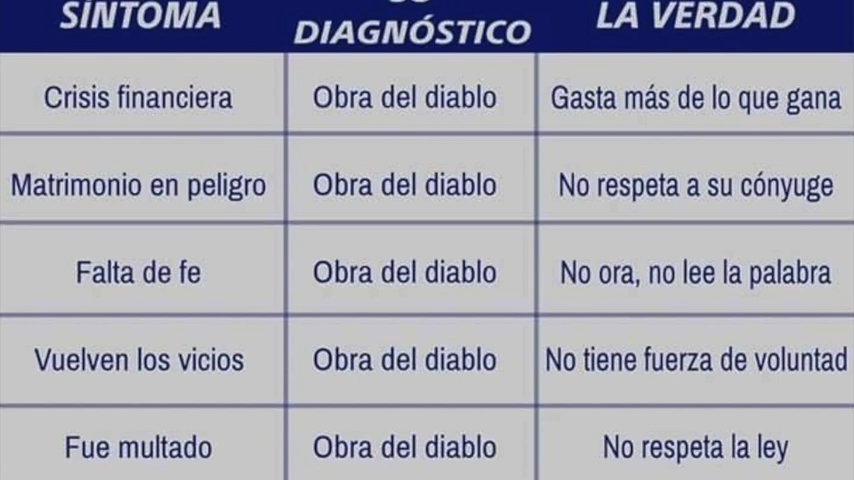 SÍNTOMA
DIAGNÓSTICO
LA VERDAD
Crisis financiera
Obra del diablo
Gasta más de lo que gana
Matrimonio en peligro
Obra del diablo
No respeta a su cónyuge
Falta de fe
Obra del diablo
No ora, no lee la palabra
Vuelven los vicios
Obra del diablo
No tiene fuerza de voluntad
Fue multado
Obra del diablo
No respeta la ley